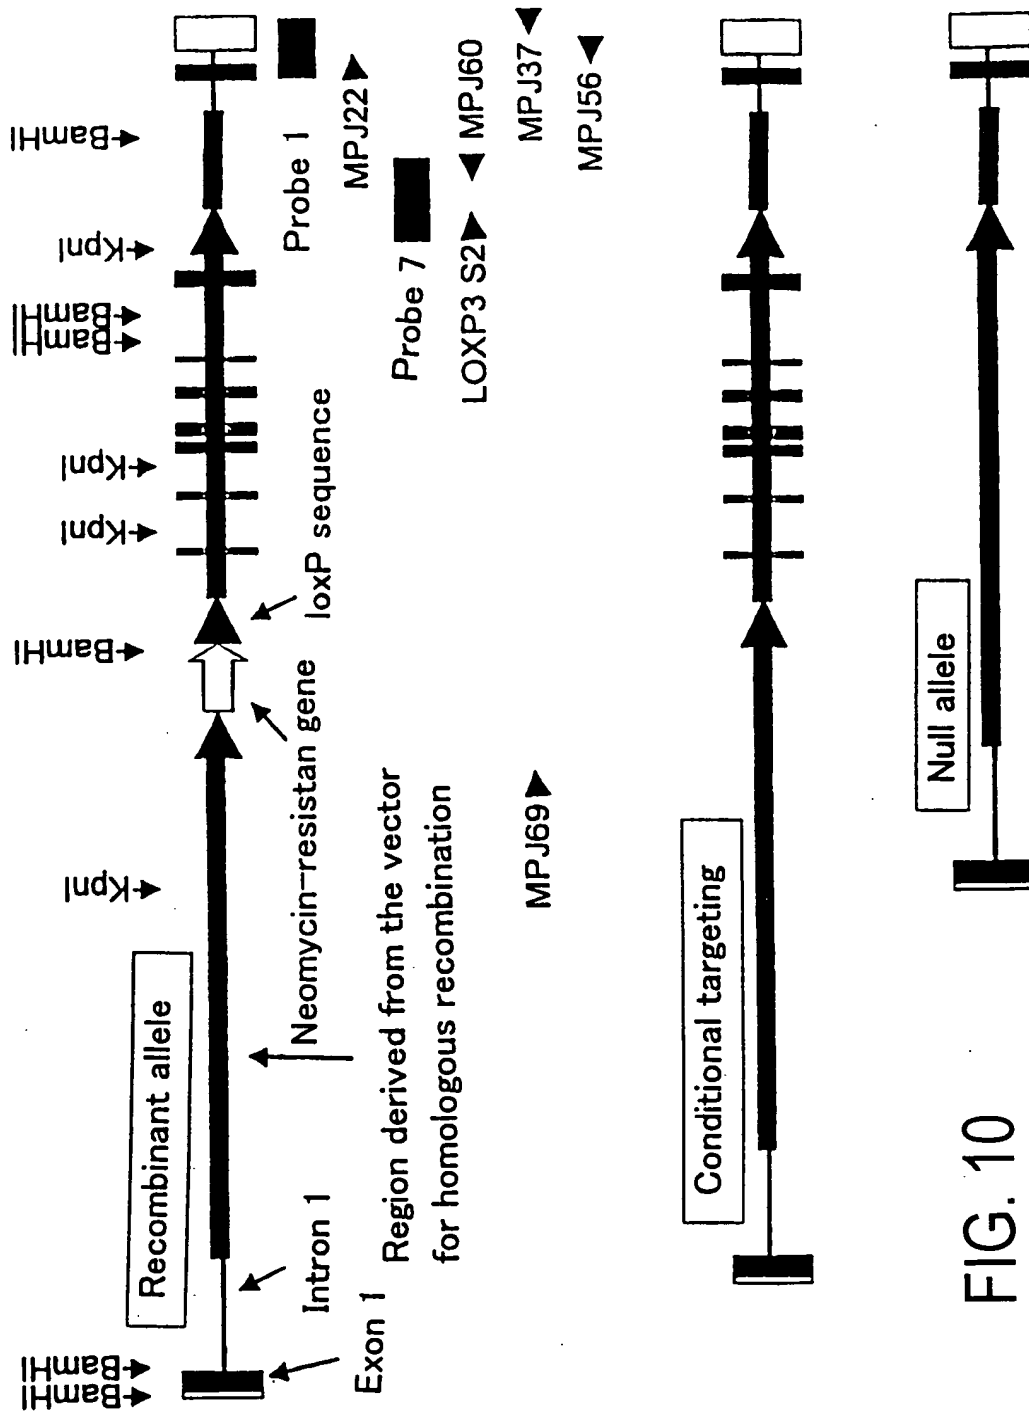 BamHI
BamHI
KpnI
BamHI
KpnI
KpnI
BamHI
BamHI
KpnI
BamHI
Recombinant allele
Exon 1
Intron 1
Region derived from the vector
for homologous recombination
Neomycin-resistan gene
loxP sequence
Probe 1
MPJ22
Probe 7
LOXP3 S2
MPJ60
MPJ69
MPJ37
MPJ56
Conditional targeting
Null allele
FIG. 10